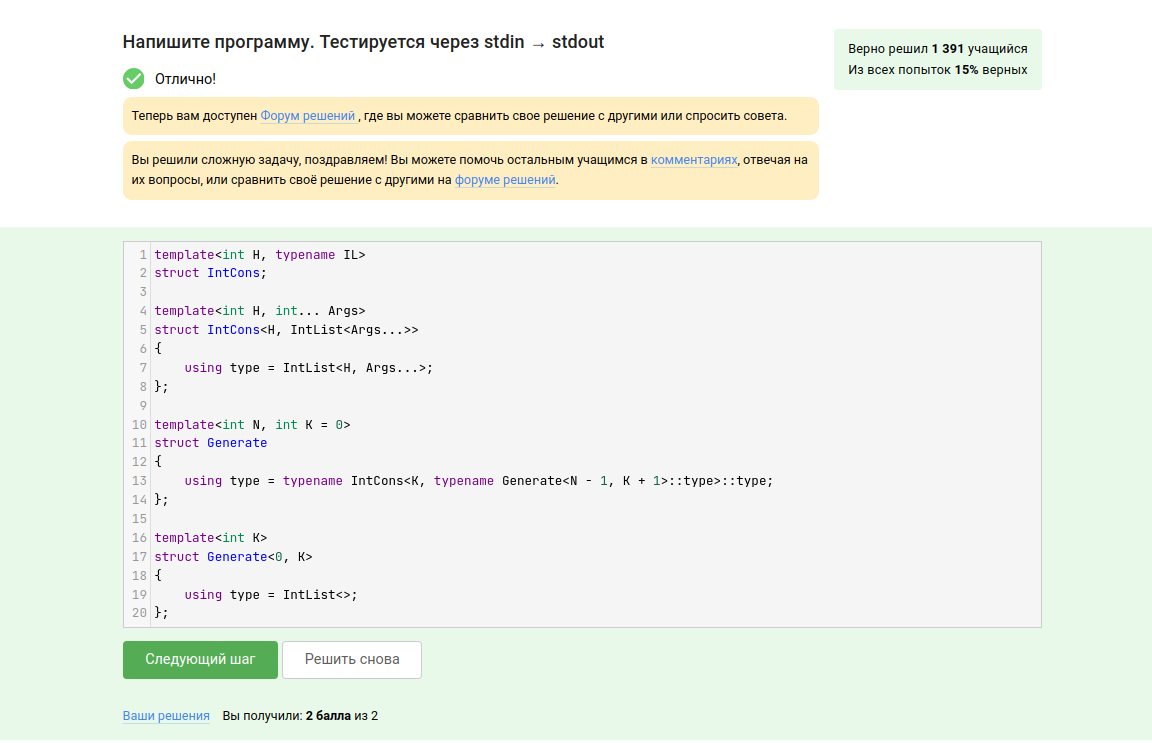 Напишите программу. Тестируется через stdin → stdout
Верно решил 1 391 учащийся
Из всех попыток 15% верных
Отлично!
Теперь вам доступен Форум решений , где вы можете сравнить свое решение с другими или спросить совета.
Вы решили сложную задачу, поздравляем! Вы можете помочь остальным учащимся в комментариях, отвечая на
их вопросы, или сравнить своё решение с другими на форуме решений.
1 template<int H, typename IL>
2 struct IntCons;
3
4 template<int H, int... Args>
5 struct IntCons<H, IntList<Args...>>
6 {
7     using type = IntList<H, Args...>;
8 };
9
10 template<int N, int K = 0>
11 struct Generate
12 {
13     using type = typename IntCons<K, typename Generate<N - 1, K + 1>::type>::type;
14 };
15
16 template<int K>
17 struct Generate<0, K>
18 {
19     using type = IntList<>;
20 };
Следующий шаг Решить снова
Ваши решения Вы получили: 2 балла из 2